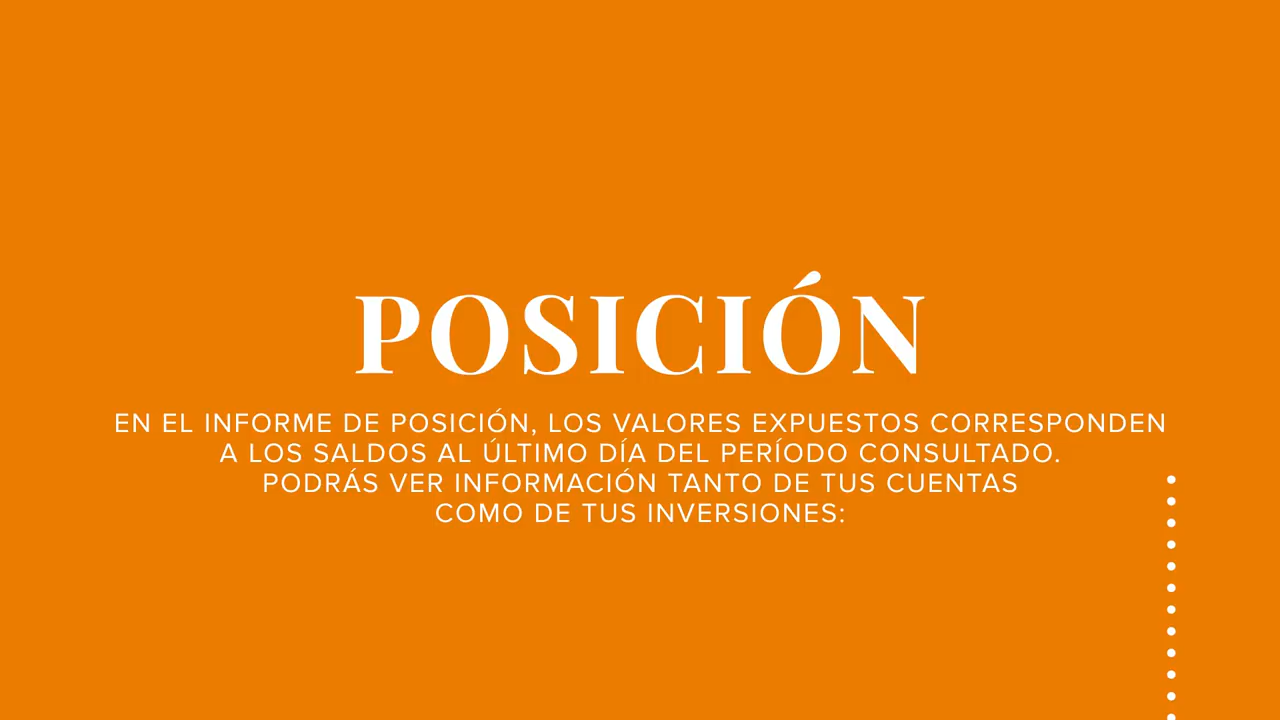 POSICIÓN
EN EL INFORME DE POSICIÓN, LOS VALORES EXPUESTOS CORRESPONDEN
A LOS SALDOS AL ÚLTIMO DÍA DEL PERÍODO CONSULTADO.
PODRÁS VER INFORMACIÓN TANTO DE TUS CUENTAS
COMO DE TUS INVERSIONES: